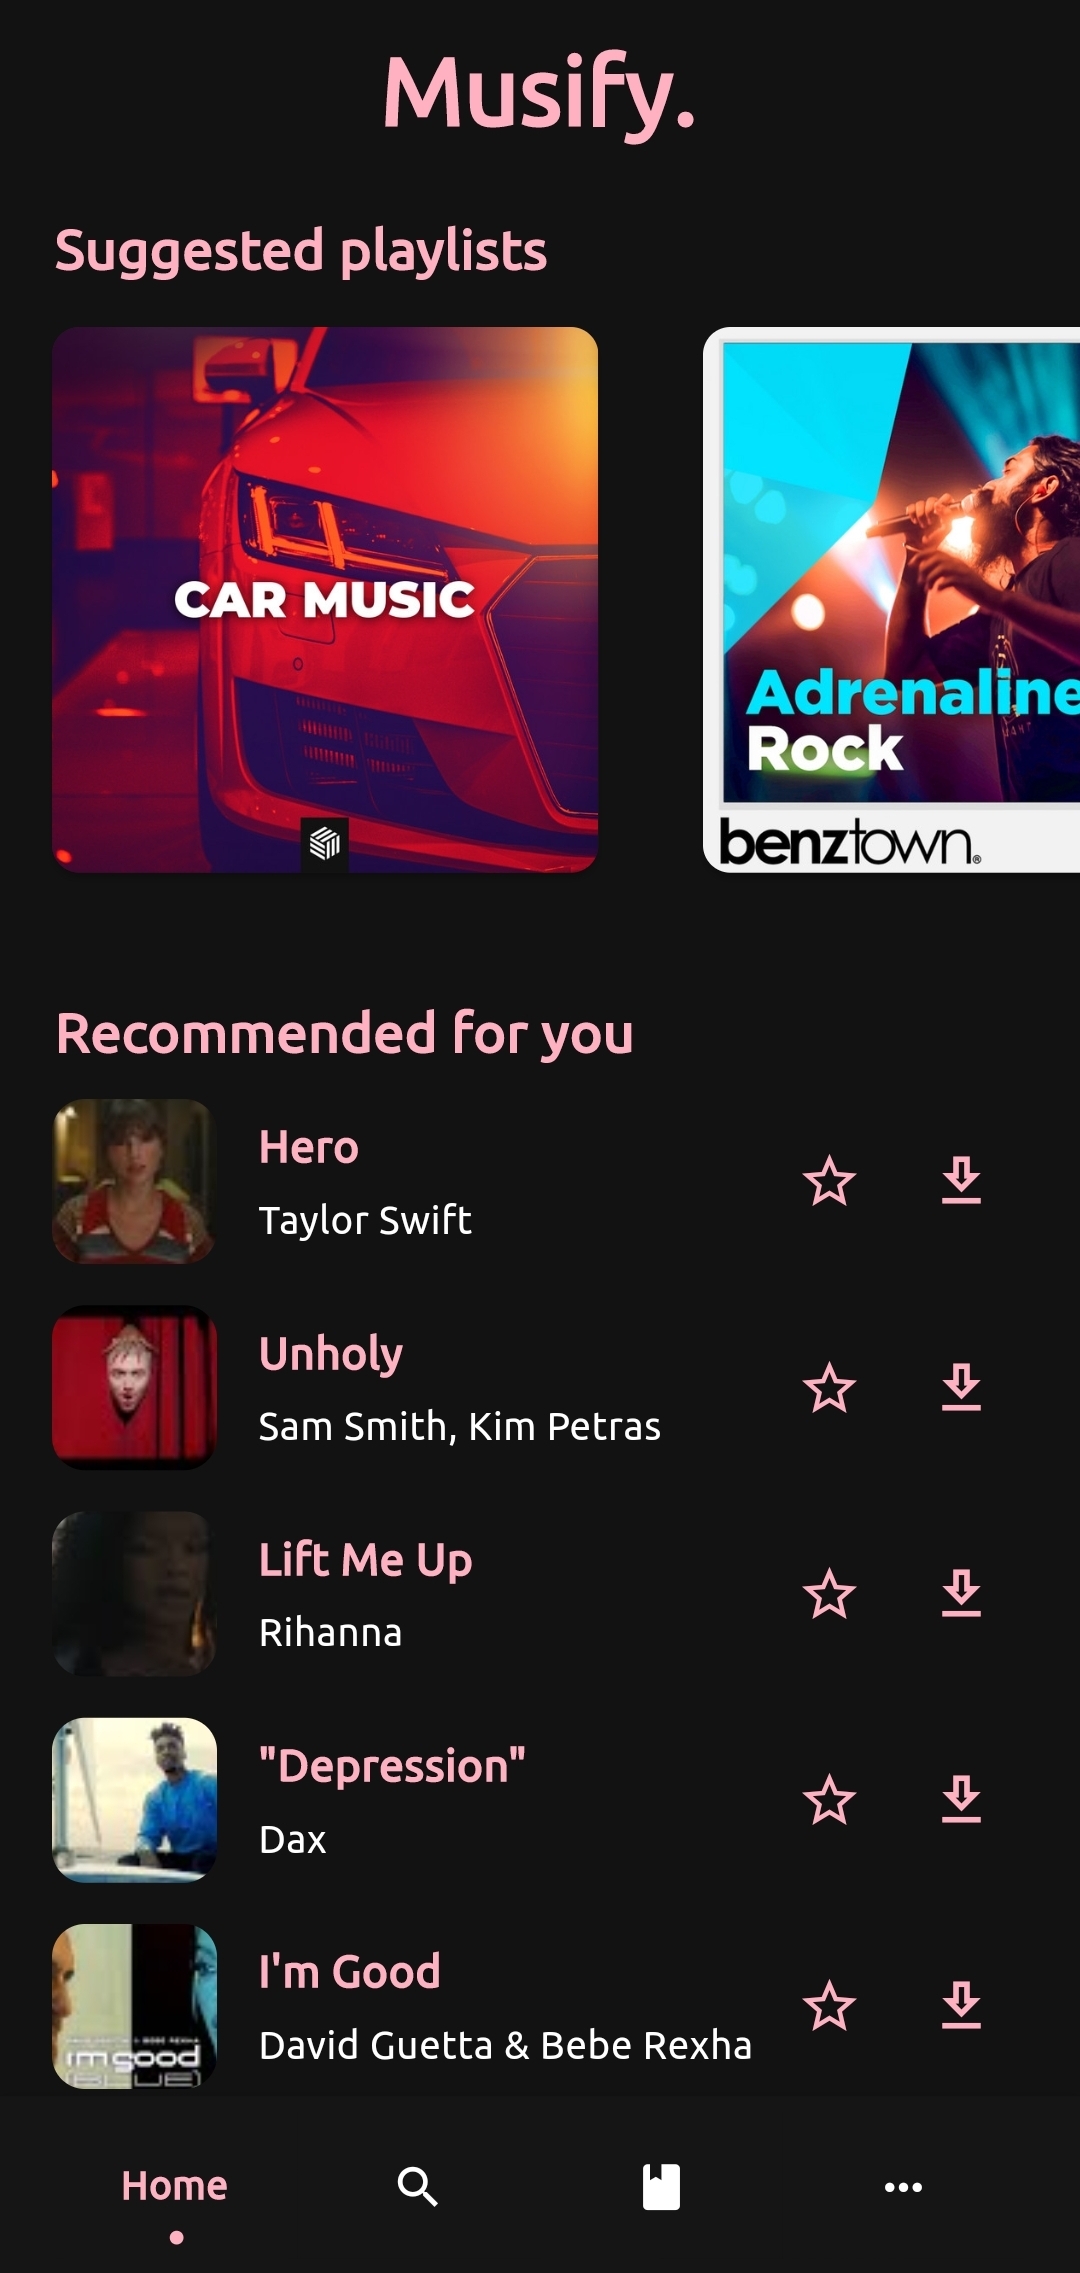 Musify.
Suggested playlists
CAR MUSIC
Adrenaline
Rock
benztown®
Recommended for you
Hero
Taylor Swift
Unholy
Sam Smith, Kim Petras
Lift Me Up
Rihanna
"Depression"
Dax
I'm Good
David Guetta & Bebe Rexha
im good
(BLUE)
Home